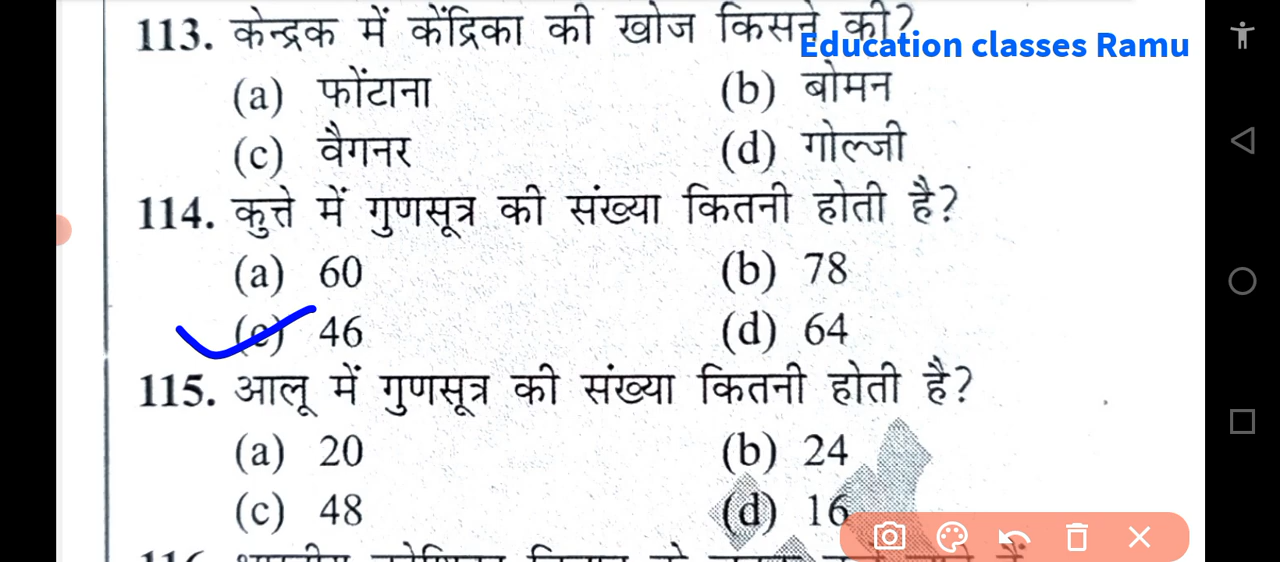 113. केन्द्रक में केंद्रिका की खोज किसने की?
Education classes Ramu
(a) फोंटाना (b) बोमन
(c) वैगनर (d) गोल्जी
114. कुत्ते में गुणसूत्र की संख्या कितनी होती है?
(a) 60 (b) 78
(c) 46 (d) 64
115. आलू में गुणसूत्र की संख्या कितनी होती है?
(a) 20 (b) 24
(c) 48 (d) 16